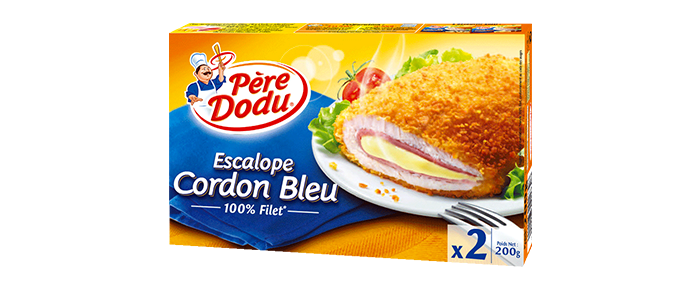 Père
Dodu
Escalope
Cordon Bleu
100% Filet*
x2
Poids Net :
200g